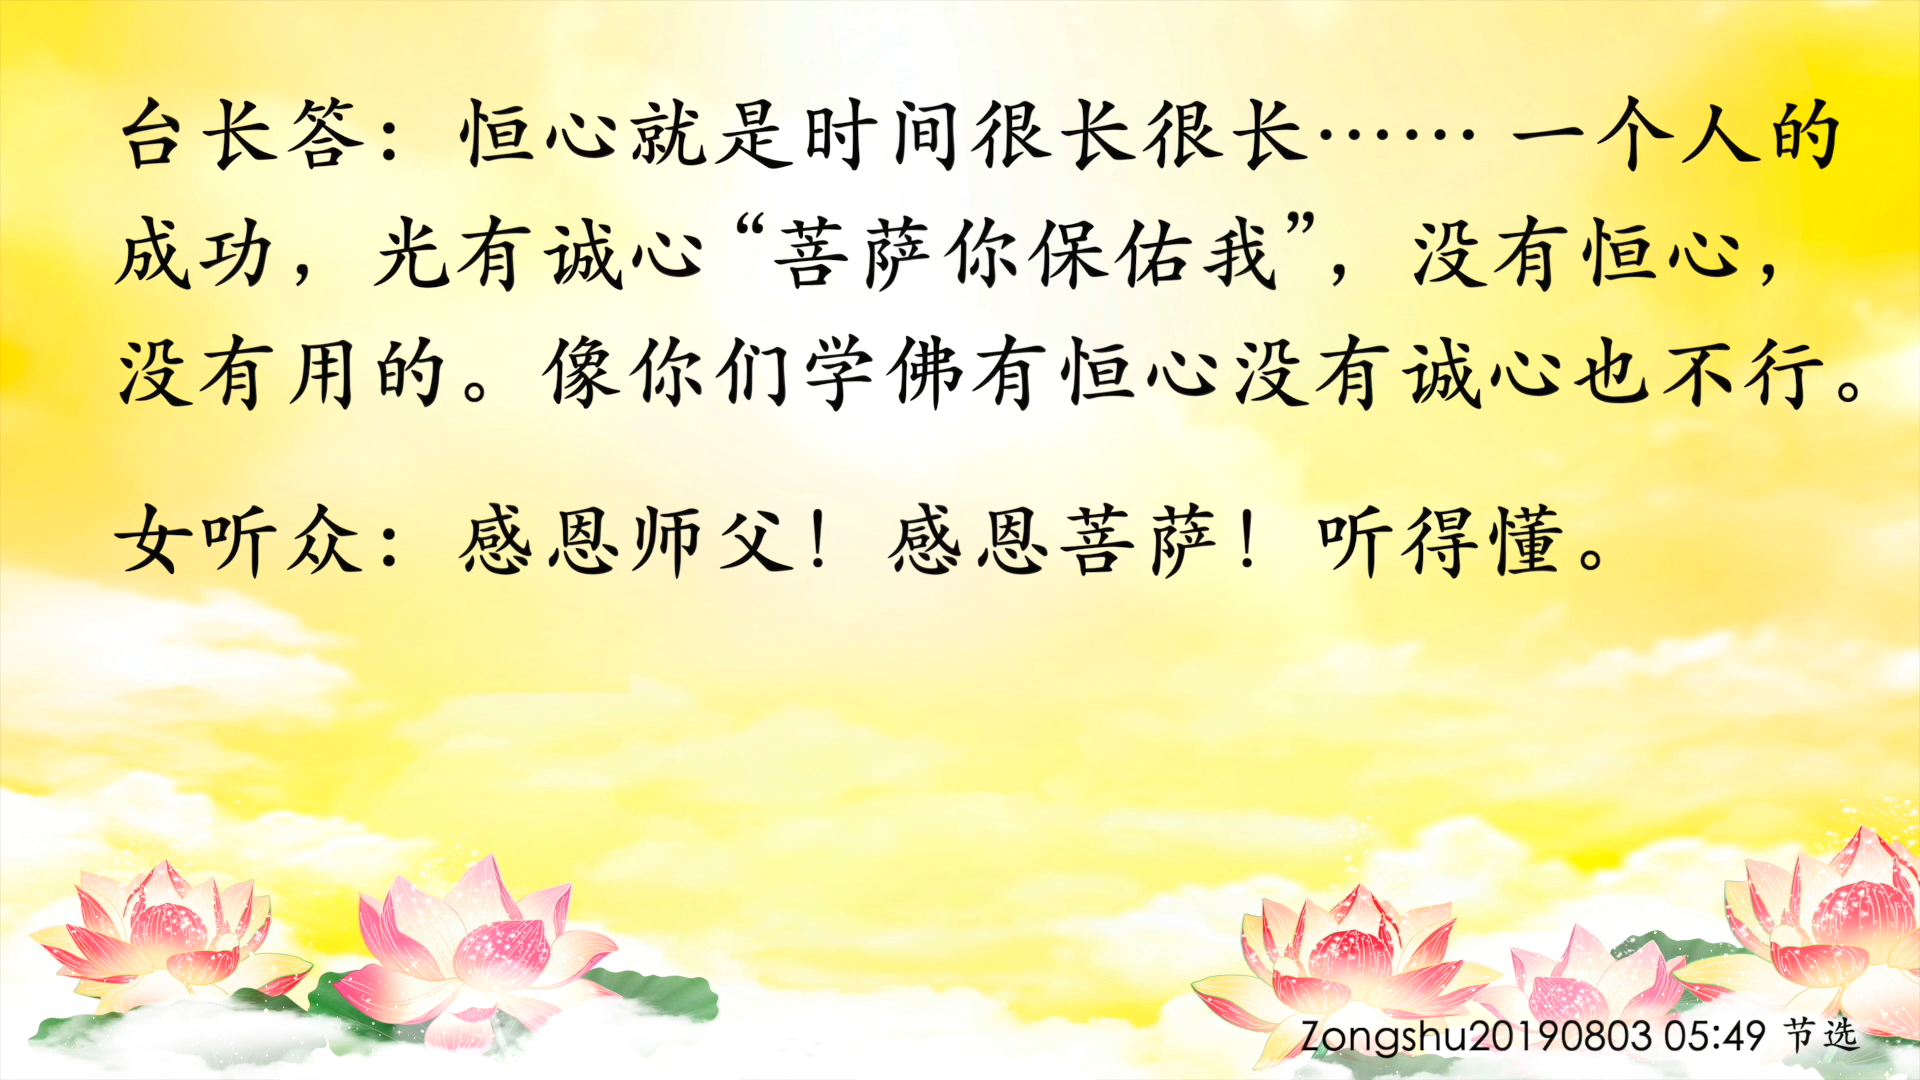 台长答：恒心就是时间很长很长…… 一个人的
成功，光有诚心“菩萨你保佑我”，没有恒心，
没有用的。像你们学佛有恒心没有诚心也不行。
女听众：感恩师父！感恩菩萨！听得懂。
Zongshu20190803 05:49 节选